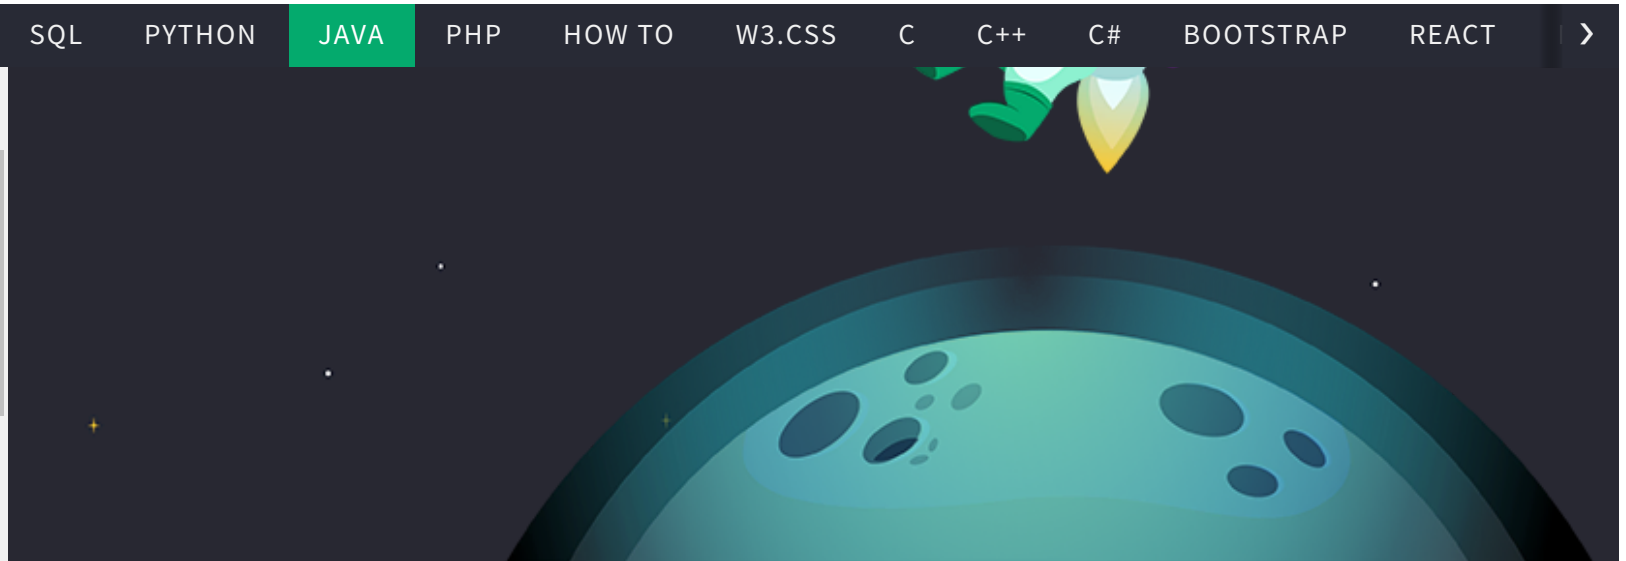 SQL PYTHON JAVA PHP HOW TO W3.CSS C C++ C# BOOTSTRAP REACT ❯